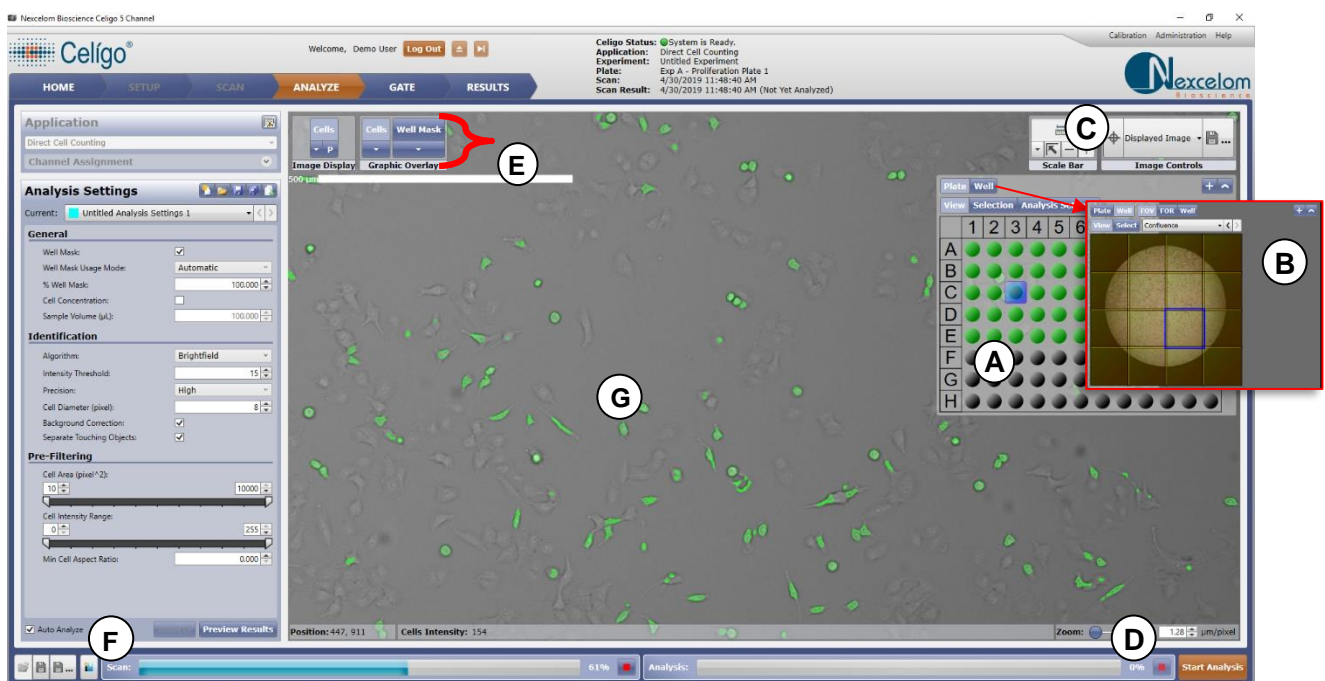 Nexcelom Bioscience Celigo 5 Channel
Celígo®
Welcome, Demo User Log Out
Celigo Status: System is Ready.
Application: Direct Cell Counting
Experiment: Untitled Experiment
Plate: Exp A - Proliferation Plate 1
Scan: 4/30/2019 11:48:40 AM
Scan Result: 4/30/2019 11:48:40 AM (Not Yet Analyzed)
Calibration Administration Help
Nexcelom
Bioscience
HOME SETUP SCAN ANALYZE GATE RESULTS
Application
Direct Cell Counting
Channel Assignment
Analysis Settings
Current: Untitled Analysis Settings 1
General
Well Mask:
Well Mask Usage Mode: Automatic
% Well Mask: 100.000
Cell Concentration:
Sample Volume (µL): 100.000
Identification
Algorithm: Brightfield
Intensity Threshold: 15
Precision: High
Cell Diameter (pixel): 8
Background Correction:
Separate Touching Objects:
Pre-Filtering
Cell Area (pixel^2):
10 10000
Cell Intensity Range:
0 255
Min Cell Aspect Ratio: 0.000
Auto Analyze
Preview Results
F
Cells
P
Image Display
Cells Well Mask
Graphic Overlay
E
500 um
C
Scale Bar
Displayed Image
Image Controls
Plate Well
View Selection Analysis
1 2 3 4 5 6
A
B
C
D
E
F
G
H
A
Plate Well FOV FOR Well
View Select Confluence
B
G
Position: 447, 911 Cells Intensity: 154
Zoom: 1.28 µm/pixel
D
Scan: 61%
Analysis: 0%
Start Analysis